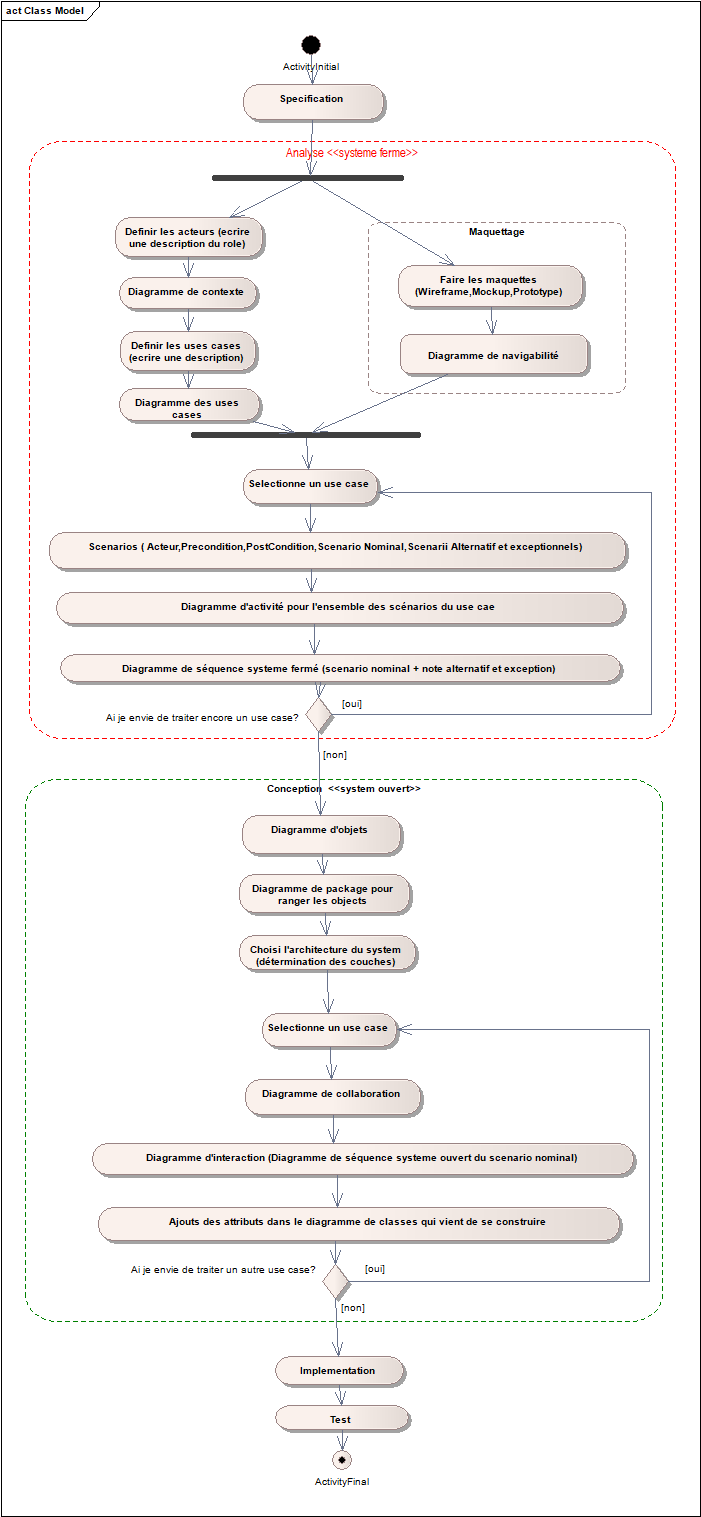 act Class Model
ActivityInitial
Specification
Analyse <<systeme ferme>>
Definir les acteurs (ecrire
une description du role)
Diagramme de contexte
Definir les uses cases
(ecrire une description)
Diagramme des uses
cases
Maquettage
Faire les maquettes
(Wireframe,Mockup,Prototype)
Diagramme de navigabilité
Selectionne un use case
Scenarios ( Acteur,Precondition,PostCondition,Scenario Nominal,Scenarii Alternatif et exceptionnels)
Diagramme d'activité pour l'ensemble des scénarios du use cae
Diagramme de séquence systeme fermé (scenario nominal + note alternatif et exception)
[oui]
Ai je envie de traiter encore un use case?
[non]
Conception <<system ouvert>>
Diagramme d'objets
Diagramme de package pour
ranger les objects
Choisi l'architecture du system
(détermination des couches)
Selectionne un use case
Diagramme de collaboration
Diagramme d'interaction (Diagramme de séquence systeme ouvert du scenario nominal)
Ajouts des attributs dans le diagramme de classes qui vient de se construire
Ai je envie de traiter un autre use case?
[oui]
[non]
Implementation
Test
ActivityFinal